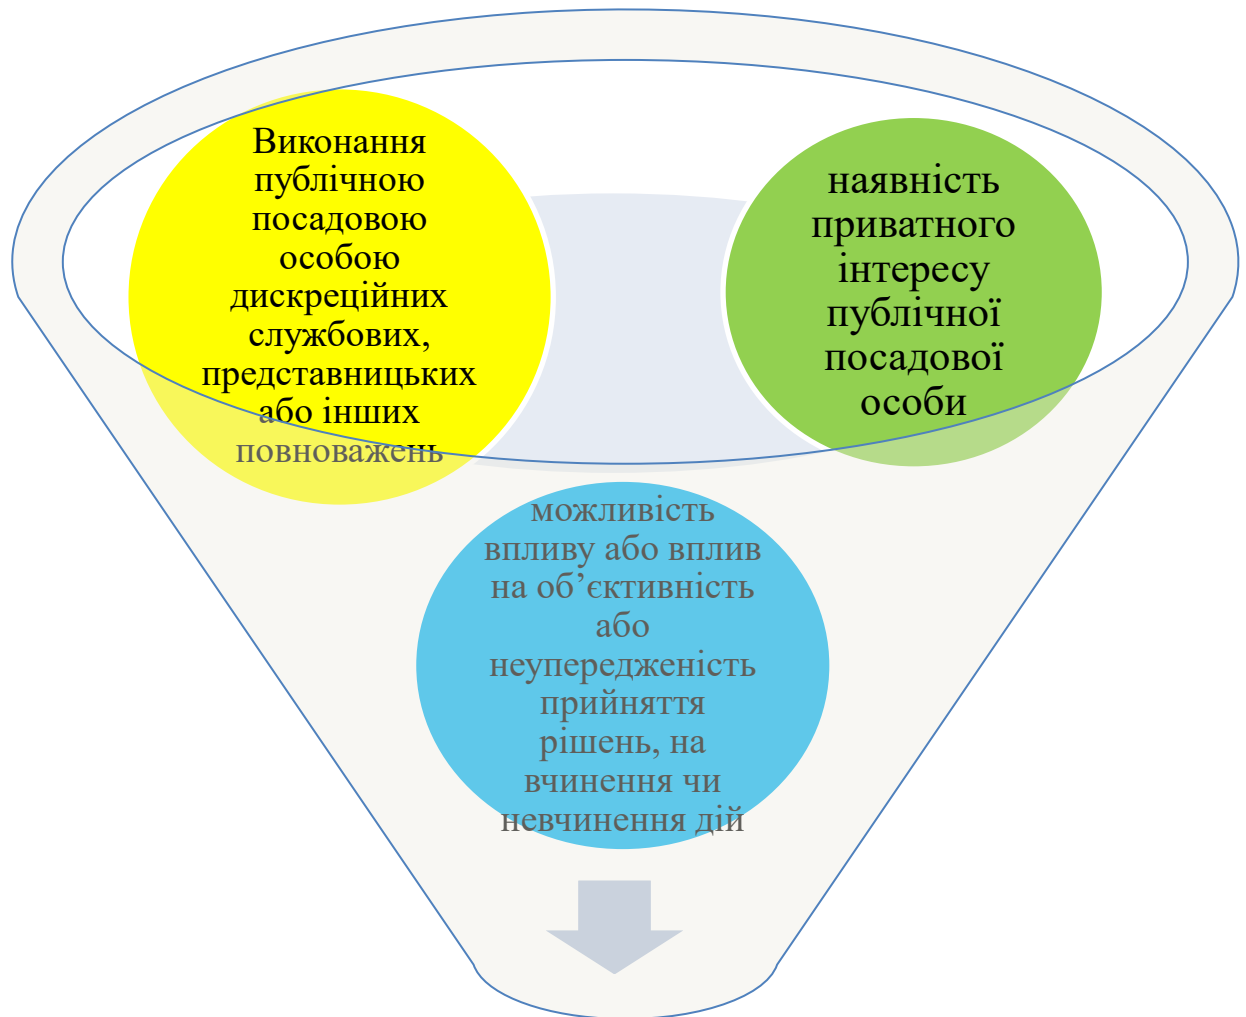 Виконання
публічною
посадовою
особою
дискреційних
службових,
представницьких
або інших
повноважень
наявність
приватного
інтересу
публічної
посадової
особи
можливість
впливу або вплив
на об’єктивність
або
неупередженість
прийняття
рішень, на
вчинення чи
невчинення дій